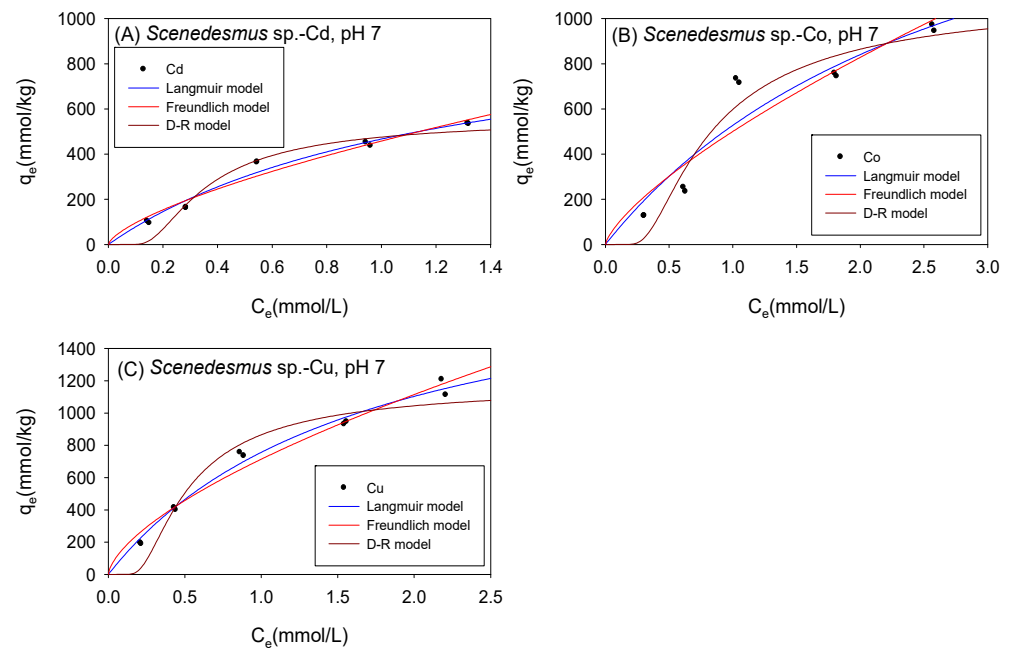 (A) Scenedesmus sp.-Cd, pH 7
1000
800
600
400
200
0
qe(mmol/kg)
Cd
Langmuir model
Freundlich model
D-R model
0.0 0.2 0.4 0.6 0.8 1.0 1.2 1.4
Ce(mmol/L)
(B) Scenedesmus sp.-Co, pH 7
1000
800
600
400
200
0
qe(mmol/kg)
Co
Langmuir model
Freundlich model
D-R model
0.0 0.5 1.0 1.5 2.0 2.5 3.0
Ce(mmol/L)
(C) Scenedesmus sp.-Cu, pH 7
1400
1200
1000
800
600
400
200
0
qe(mmol/kg)
Cu
Langmuir model
Freundlich model
D-R model
0.0 0.5 1.0 1.5 2.0 2.5
Ce(mmol/L)